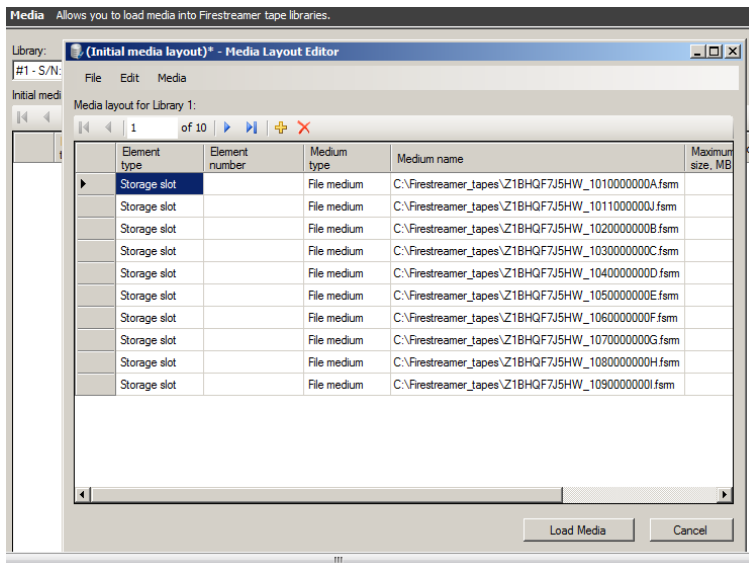 Media Allows you to load media into Firestreamer tape libraries.
Library:
#1 - S/N:
Initial medi
(Initial media layout)* - Media Layout Editor
File Edit Media
Media layout for Library 1:
1 of 10
Element type Element number Medium type Medium name Maximum size, MB
Storage slot File medium C:\Firestreamer_tapes\Z1BHQF7J5HW_1010000000A.fsrm
Storage slot File medium C:\Firestreamer_tapes\Z1BHQF7J5HW_1011000000J.fsrm
Storage slot File medium C:\Firestreamer_tapes\Z1BHQF7J5HW_1020000000B.fsrm
Storage slot File medium C:\Firestreamer_tapes\Z1BHQF7J5HW_1030000000C.fsrm
Storage slot File medium C:\Firestreamer_tapes\Z1BHQF7J5HW_1040000000D.fsrm
Storage slot File medium C:\Firestreamer_tapes\Z1BHQF7J5HW_1050000000E.fsrm
Storage slot File medium C:\Firestreamer_tapes\Z1BHQF7J5HW_1060000000F.fsrm
Storage slot File medium C:\Firestreamer_tapes\Z1BHQF7J5HW_1070000000G.fsrm
Storage slot File medium C:\Firestreamer_tapes\Z1BHQF7J5HW_1080000000H.fsrm
Storage slot File medium C:\Firestreamer_tapes\Z1BHQF7J5HW_1090000000I.fsrm
Load Media Cancel